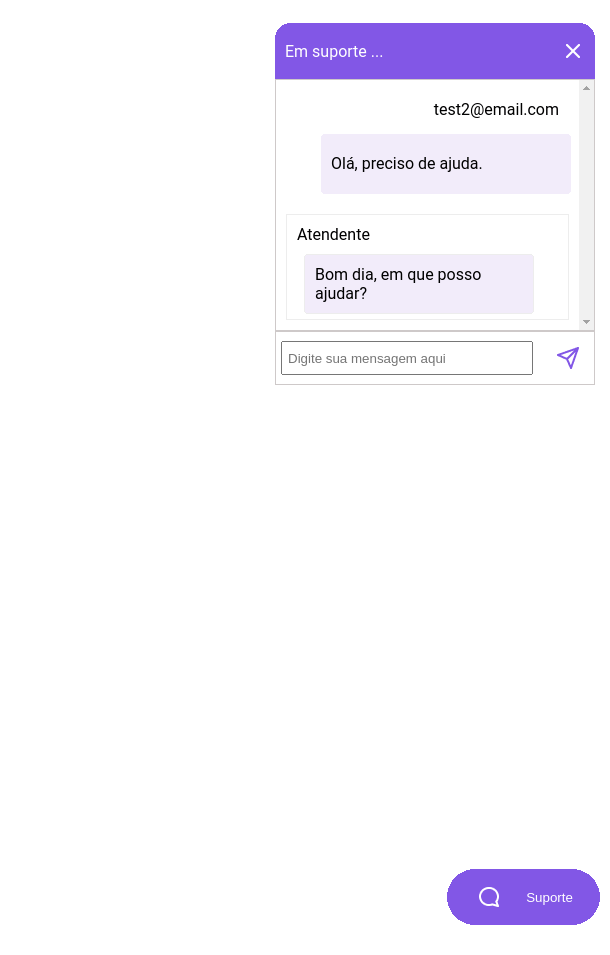 Em suporte ...
test2@email.com
Olá, preciso de ajuda.
Atendente
Bom dia, em que posso
ajudar?
Digite sua mensagem aqui
Suporte